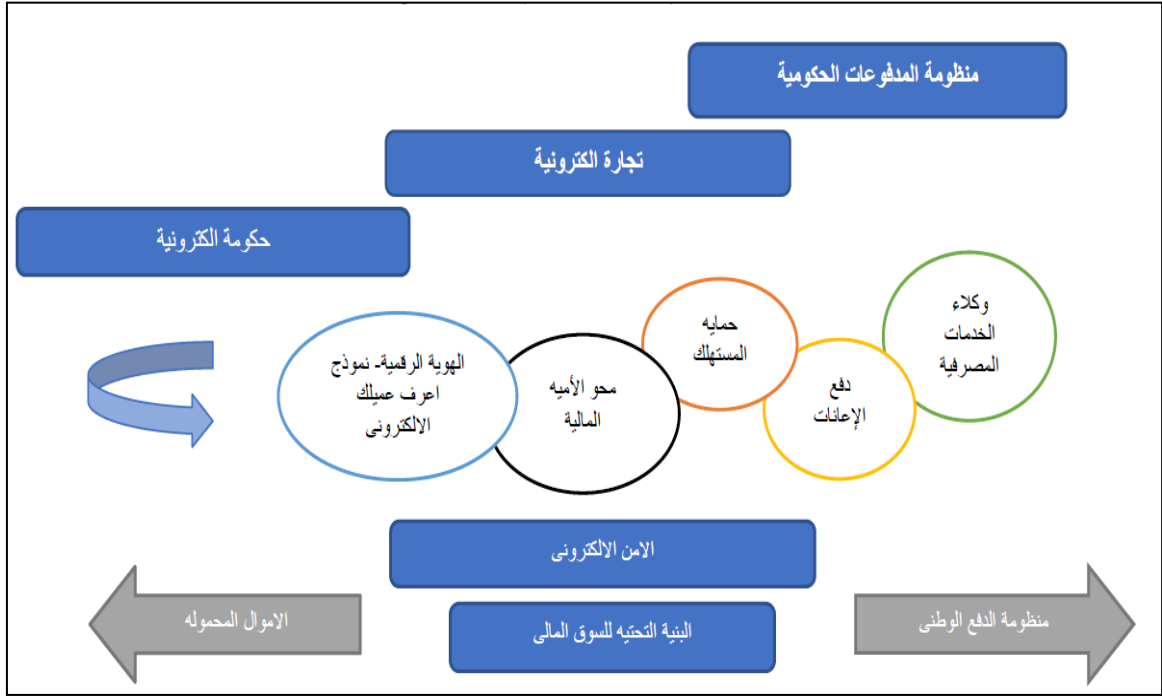 منظومة المدفوعات الحكومية
تجارة الكترونية
حكومة الكترونية
وكلاء
الخدمات
المصرفية
دفع
الإعانات
حمايه
المستهلك
محو الأميه
المالية
الهوية الرقمية- نموذج
اعرف عميلك
الالكترونى
الامن الالكترونى
منظومة الدفع الوطنى
البنية التحتيه للسوق المالى
الاموال المحموله